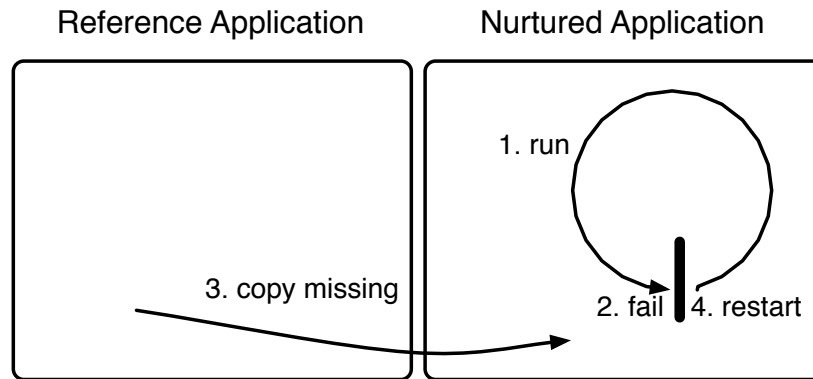 Reference Application
Nurtured Application
1. run
3. copy missing
2. fail
4. restart